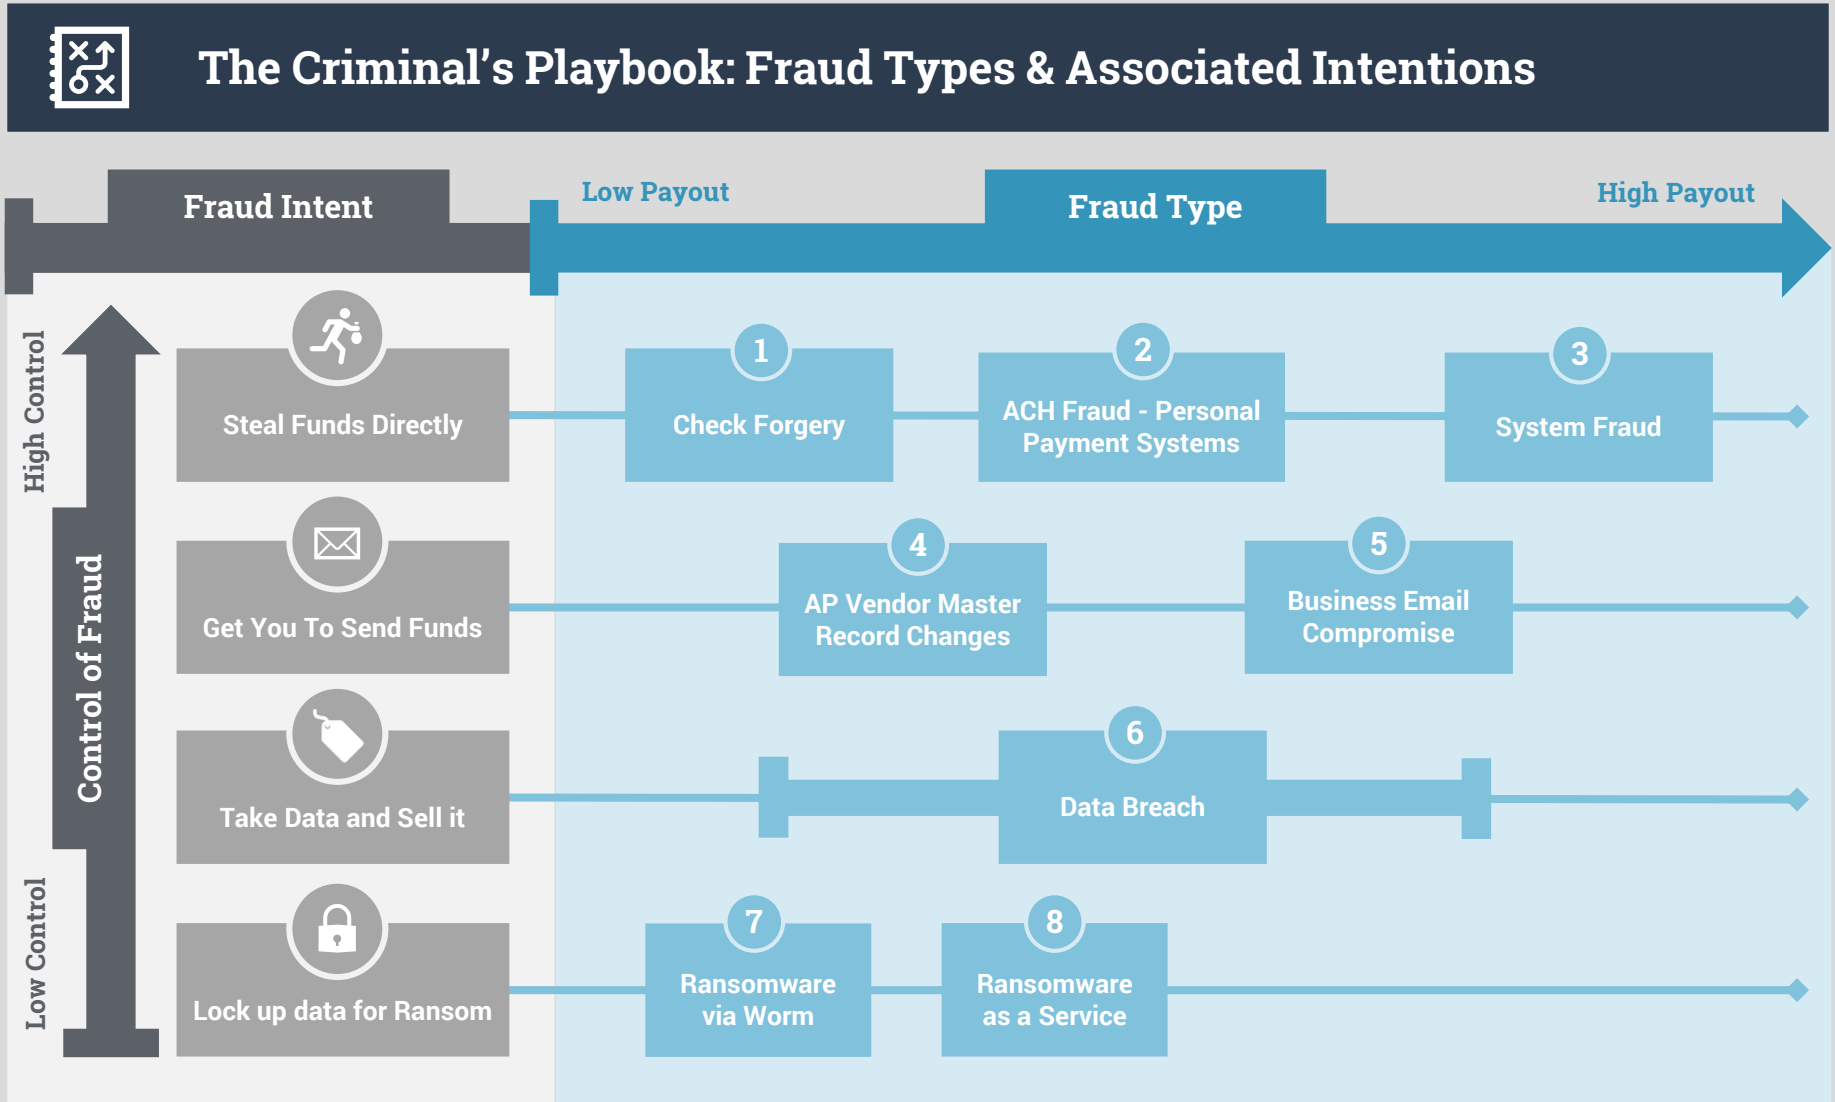 The Criminal's Playbook: Fraud Types & Associated Intentions
Fraud Intent
Low Payout
Fraud Type
High Payout
High Control
Control of Fraud
Low Control
Steal Funds Directly
1
Check Forgery
2
ACH Fraud - Personal
Payment Systems
3
System Fraud
Get You To Send Funds
4
AP Vendor Master
Record Changes
5
Business Email
Compromise
Take Data and Sell it
6
Data Breach
Lock up data for Ransom
7
Ransomware
via Worm
8
Ransomware
as a Service